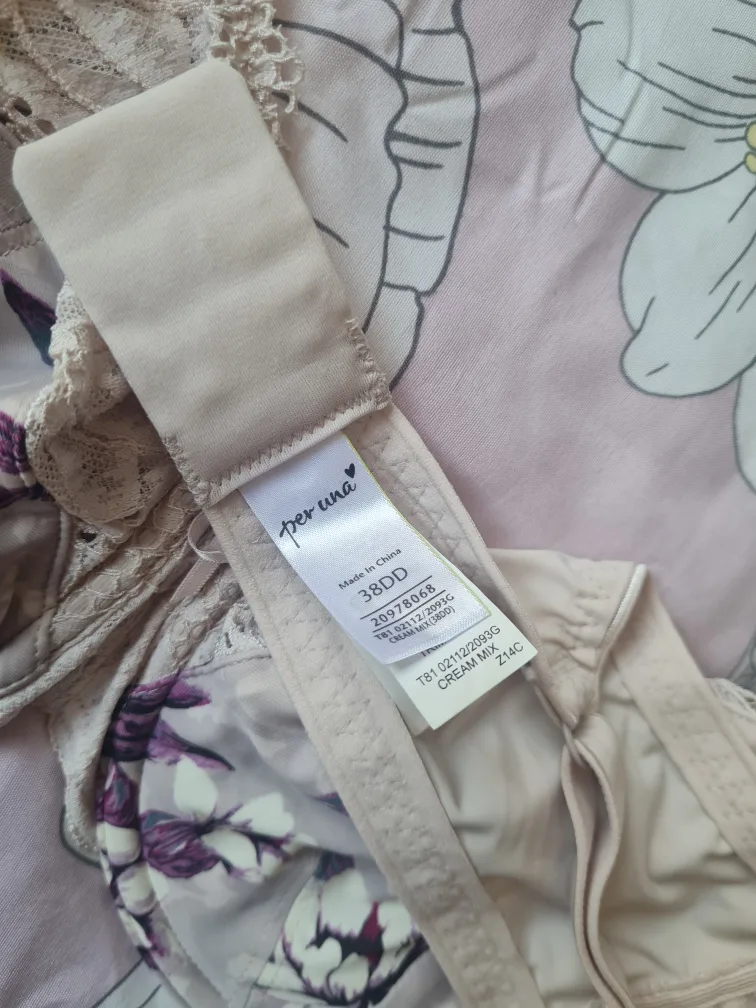 per una
Made in China
38DD
20978068
T81 02112/2093G
CREAM MIX(38DD)
T81 02112/2093G
CREAM MIX
Z14C